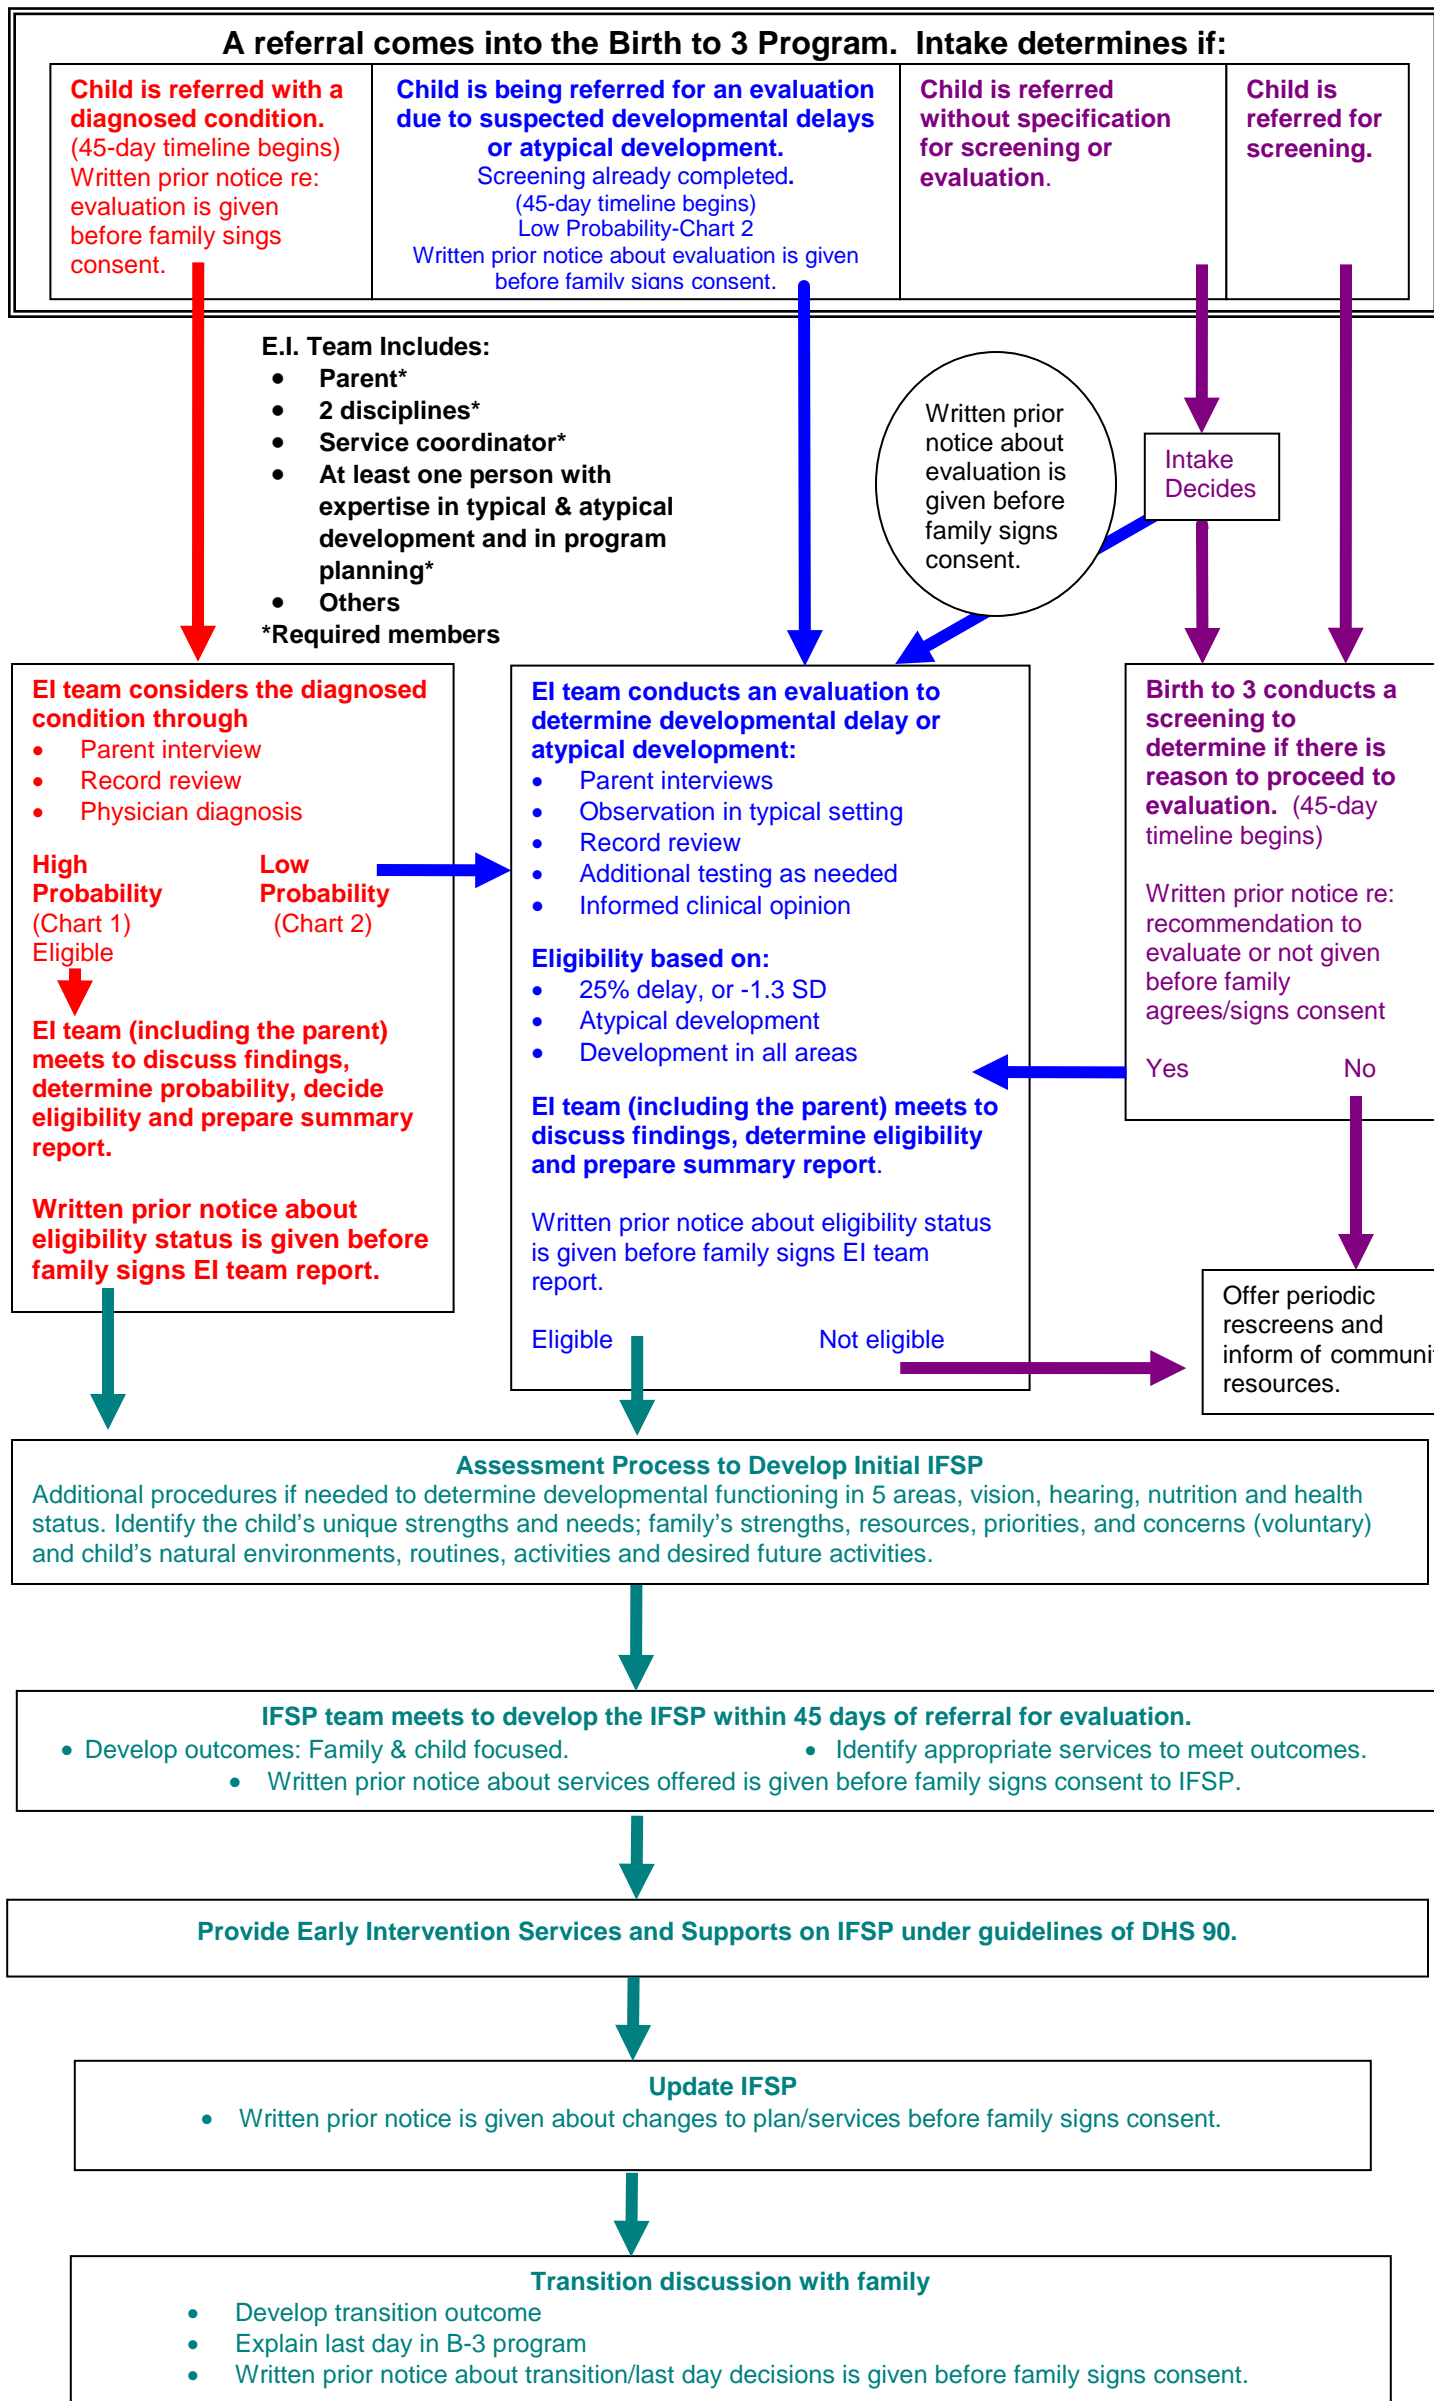 A referral comes into the Birth to 3 Program.  Intake determines if:
Child is referred with a
diagnosed condition.
(45-day timeline begins)
Written prior notice re:
evaluation is given
before family sings
consent.
Child is being referred for an evaluation
due to suspected developmental delays
or atypical development.
Screening already completed.
(45-day timeline begins)
Low Probability-Chart 2
Written prior notice about evaluation is given
before family signs consent.
Child is referred
without specification
for screening or
evaluation.
Child is
referred for
screening.
E.I. Team Includes:
• Parent*
• 2 disciplines*
• Service coordinator*
• At least one person with
expertise in typical & atypical
development and in program
planning*
• Others
*Required members
Written prior
notice about
evaluation is
given before
family signs
consent.
Intake
Decides
EI team considers the diagnosed
condition through
• Parent interview
• Record review
• Physician diagnosis
High
Probability
(Chart 1)
Eligible
Low
Probability
(Chart 2)
EI team (including the parent)
meets to discuss findings,
determine probability, decide
eligibility and prepare summary
report.
Written prior notice about
eligibility status is given before
family signs EI team report.
EI team conducts an evaluation to
determine developmental delay or
atypical development:
• Parent interviews
• Observation in typical setting
• Record review
• Additional testing as needed
• Informed clinical opinion
Eligibility based on:
• 25% delay, or -1.3 SD
• Atypical development
• Development in all areas
EI team (including the parent) meets to
discuss findings, determine eligibility
and prepare summary report.
Written prior notice about eligibility status
is given before family signs EI team
report.
Eligible Not eligible
Birth to 3 conducts a
screening to
determine if there is
reason to proceed to
evaluation.  (45-day
timeline begins)
Written prior notice re:
recommendation to
evaluate or not given
before family
agrees/signs consent
Yes No
Offer periodic
rescreens and
inform of communit
resources.
Assessment Process to Develop Initial IFSP
Additional procedures if needed to determine developmental functioning in 5 areas, vision, hearing, nutrition and health
status. Identify the child’s unique strengths and needs; family’s strengths, resources, priorities, and concerns (voluntary)
and child’s natural environments, routines, activities and desired future activities.
IFSP team meets to develop the IFSP within 45 days of referral for evaluation.
• Develop outcomes: Family & child focused. • Identify appropriate services to meet outcomes.
• Written prior notice about services offered is given before family signs consent to IFSP.
Provide Early Intervention Services and Supports on IFSP under guidelines of DHS 90.
Update IFSP
• Written prior notice is given about changes to plan/services before family signs consent.
Transition discussion with family
• Develop transition outcome
• Explain last day in B-3 program
• Written prior notice about transition/last day decisions is given before family signs consent.